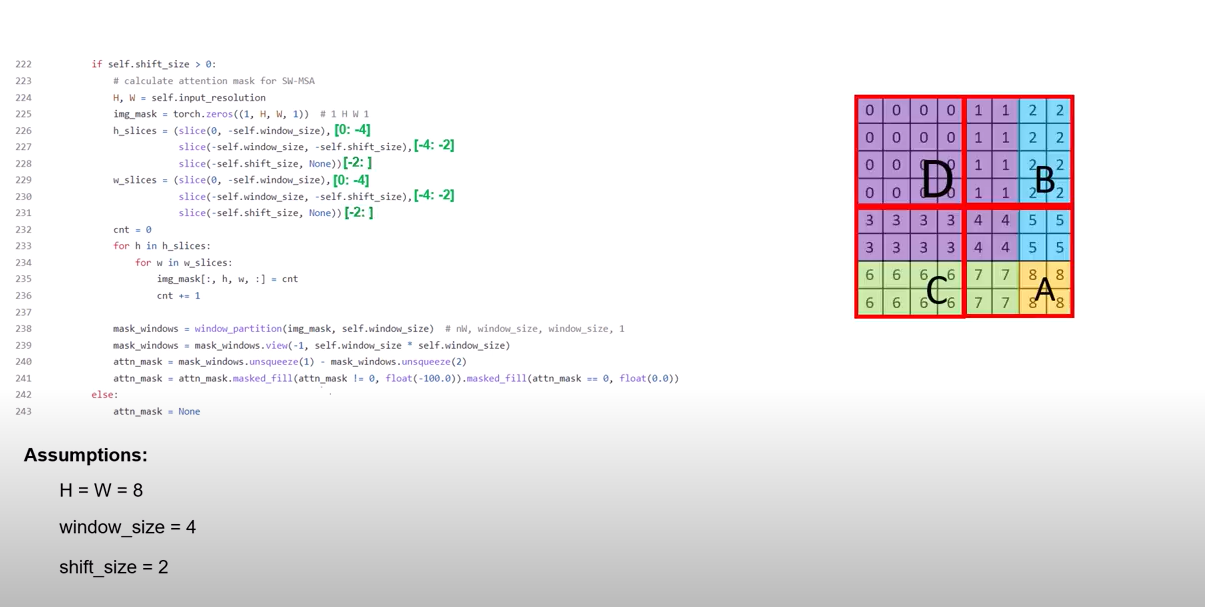 222 if self.shift_size > 0:
223 # calculate attention mask for SW-MSA
224 H, W = self.input_resolution
225 img_mask = torch.zeros((1, H, W, 1)) # 1 H W 1
226 h_slices = (slice(0, -self.window_size), [0: -4]
227 slice(-self.window_size, -self.shift_size), [-4: -2]
228 slice(-self.shift_size, None)) [-2: ]
229 w_slices = (slice(0, -self.window_size), [0: -4]
230 slice(-self.window_size, -self.shift_size), [-4: -2]
231 slice(-self.shift_size, None)) [-2: ]
232 cnt = 0
233 for h in h_slices:
234 for w in w_slices:
235 img_mask[:, h, w, :] = cnt
236 cnt += 1
237
238 mask_windows = window_partition(img_mask, self.window_size) # nW, window_size, window_size, 1
239 mask_windows = mask_windows.view(-1, self.window_size * self.window_size)
240 attn_mask = mask_windows.unsqueeze(1) - mask_windows.unsqueeze(2)
241 attn_mask = attn_mask.masked_fill(attn_mask != 0, float(-100.0)).masked_fill(attn_mask == 0, float(0.0))
242 else:
243 attn_mask = None
Assumptions:
H = W = 8
window_size = 4
shift_size = 2
0 0 0 0 1 1 2 2
0 0 0 0 1 1 2 2
0 0 0 0 1 1 2 2
D B
0 0 0 0 1 1 2 2
3 3 3 3 4 4 5 5
3 3 3 3 4 4 5 5
6 6 6 6 7 7 8 8
C A
6 6 6 6 7 7 8 8